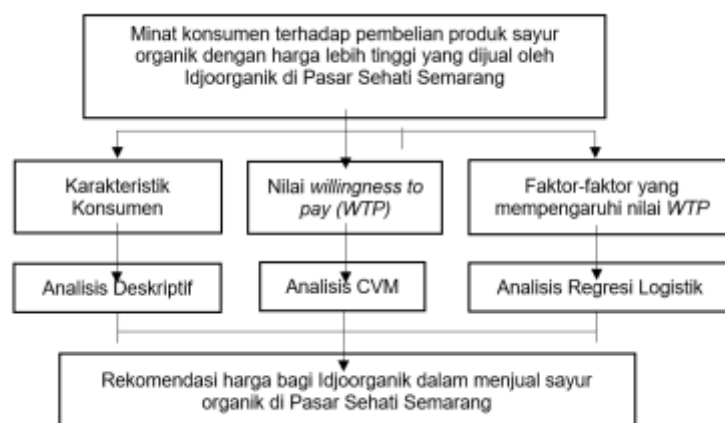 Minat konsumen terhadap pembelian produk sayur
organik dengan harga lebih tinggi yang dijual oleh
Idjoorganik di Pasar Sehati Semarang
Karakteristik
Konsumen
Nilai willingness to
pay (WTP)
Faktor-faktor yang
mempengaruhi nilai WTP
Analisis Deskriptif
Analisis CVM
Analisis Regresi Logistik
Rekomendasi harga bagi Idjoorganik dalam menjual sayur
organik di Pasar Sehati Semarang